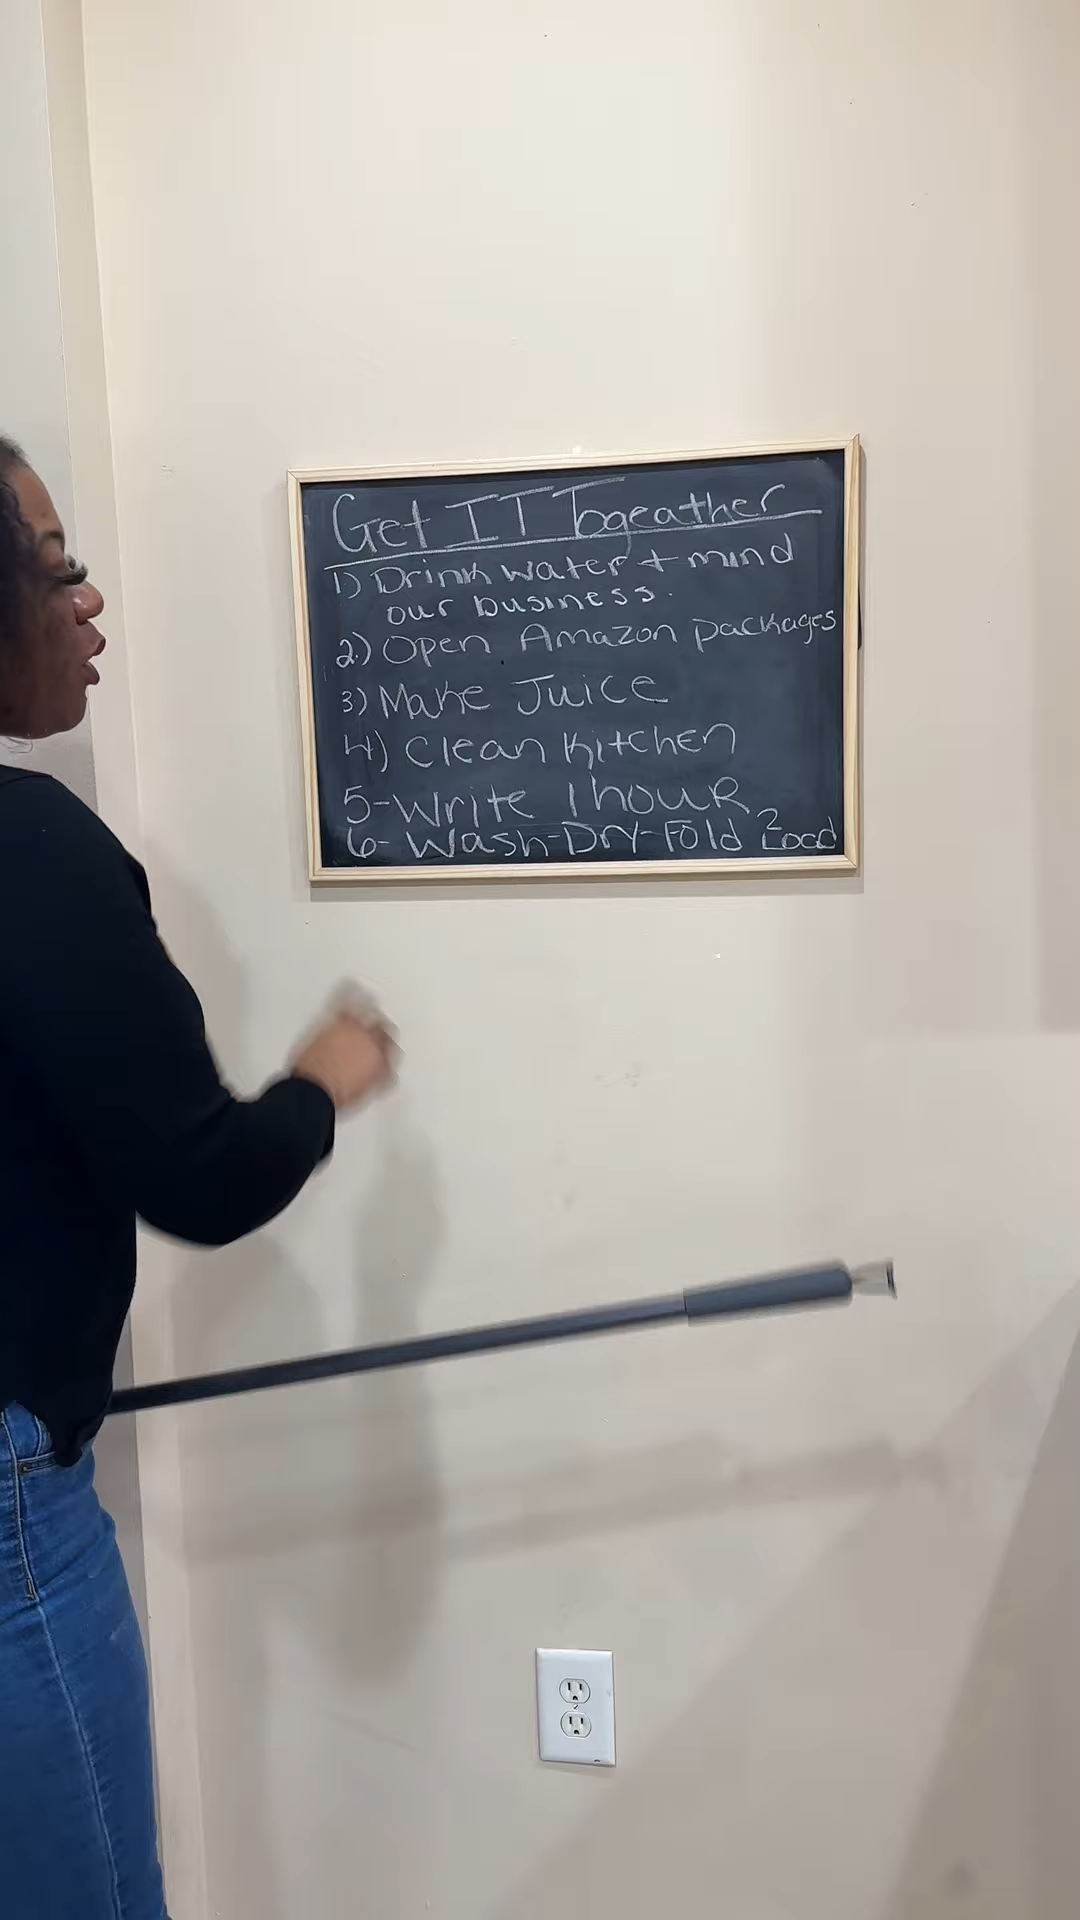 Get IT Togeather
1) Drink water + mind
our business.
2.) Open Amazon packages
3) Make Juice
4) Clean Kitchen
5- Write 1 hour
6- Wash-Dry-Fold 2 Load